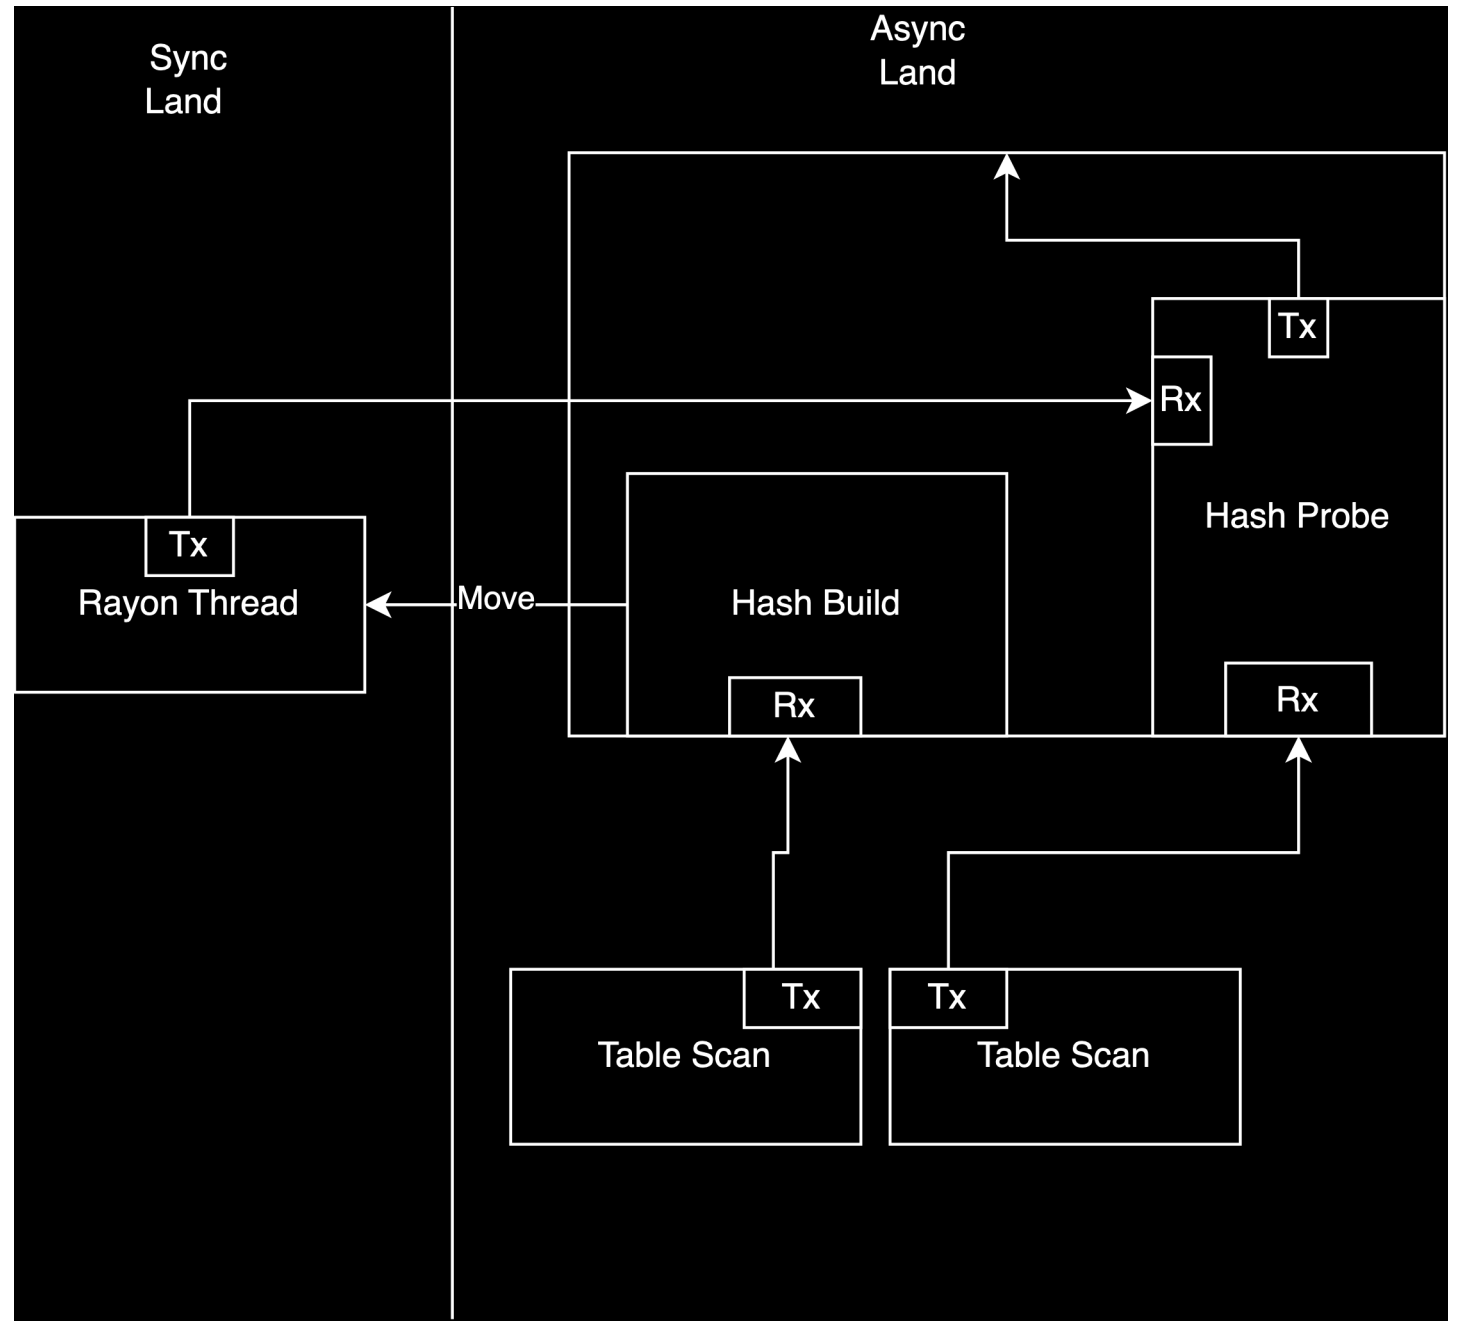 Sync
Land
Async
Land
Tx
Rx
Hash Probe
Tx
Rayon Thread
Move
Hash Build
Rx
Rx
Tx
Tx
Table Scan
Table Scan